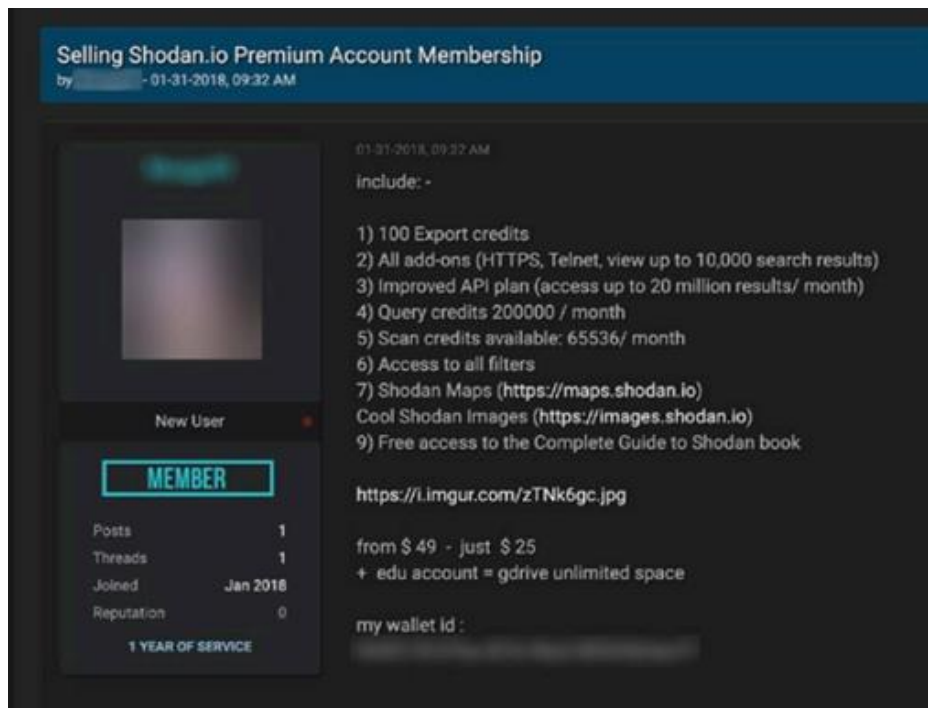 Selling Shodan.io Premium Account Membership
by - 01-31-2018, 09:32 AM
01-31-2018, 09:32 AM
include: -
1) 100 Export credits
2) All add-ons (HTTPS, Telnet, view up to 10,000 search results)
3) Improved API plan (access up to 20 million results/ month)
4) Query credits 200000 / month
5) Scan credits available: 65536/ month
6) Access to all filters
7) Shodan Maps (https://maps.shodan.io)
Cool Shodan Images (https://images.shodan.io)
9) Free access to the Complete Guide to Shodan book
https://i.imgur.com/zTNk6gc.jpg
from $ 49 - just $ 25
+ edu account = gdrive unlimited space
my wallet id :
New User
MEMBER
Posts 1
Threads 1
Joined Jan 2018
Reputation 0
1 YEAR OF SERVICE